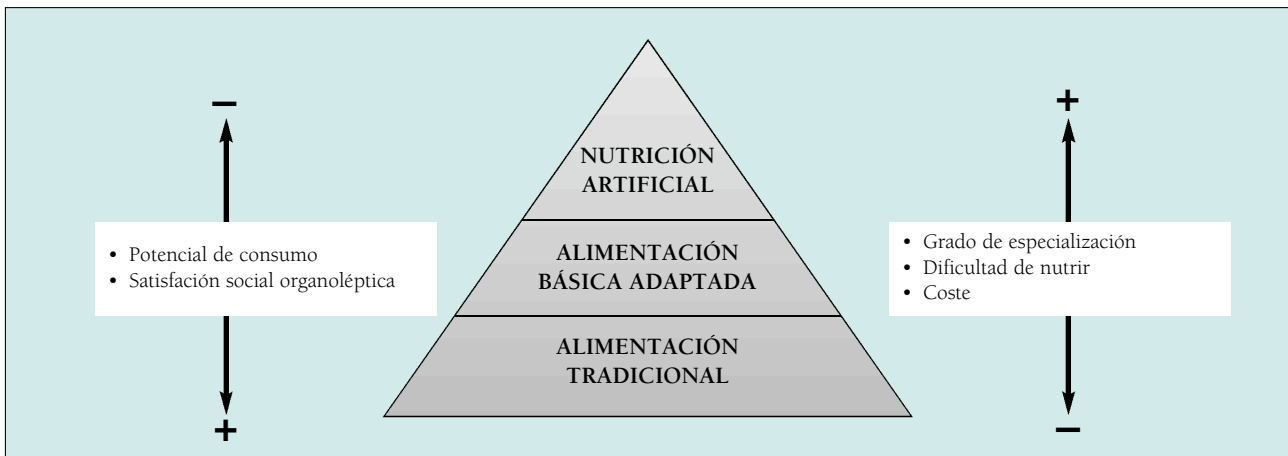 −
• Potencial de consumo
• Satisfación social organoléptica
+
NUTRICIÓN
ARTIFICIAL
ALIMENTACIÓN
BÁSICA ADAPTADA
ALIMENTACIÓN
TRADICIONAL
+
• Grado de especialización
• Dificultad de nutrir
• Coste
−